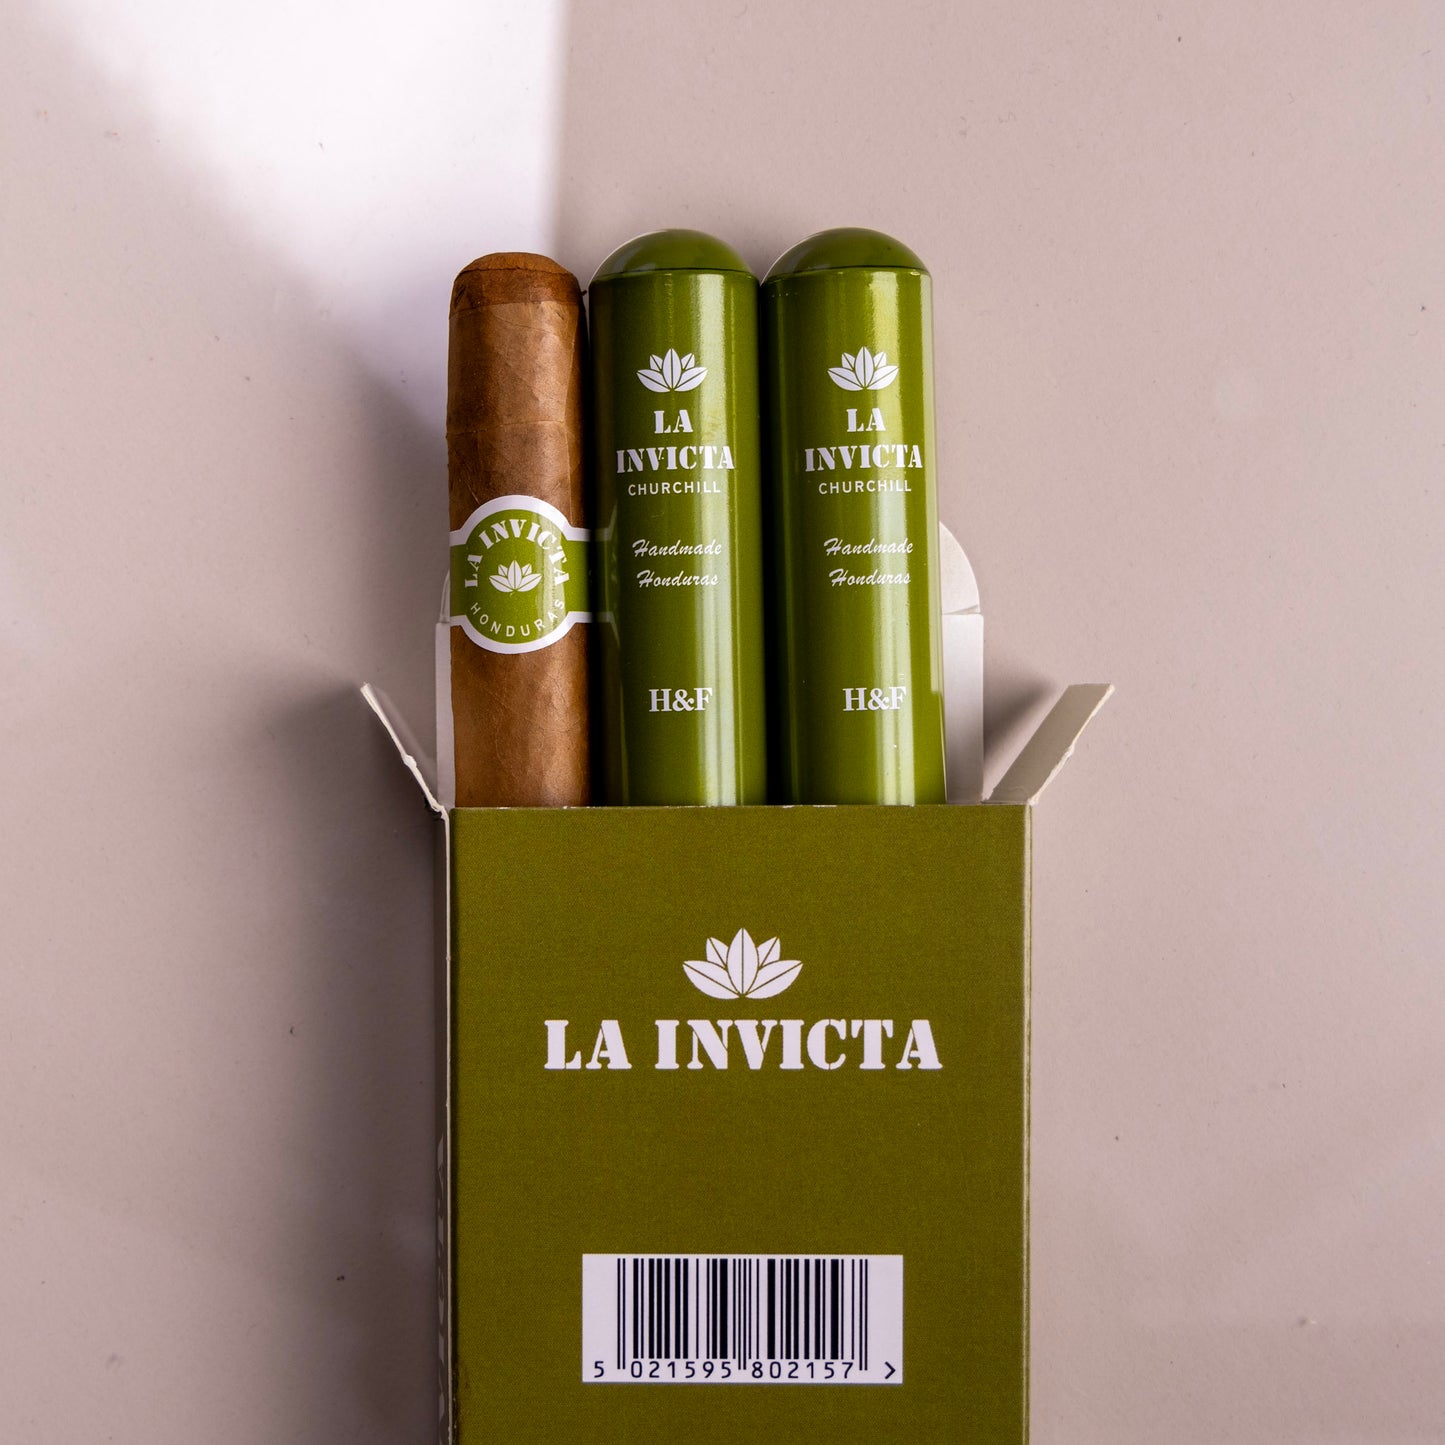 LA INVICTA
HONDURAS
LA
INVICTA
CHURCHILL
Handmade
Honduras
H&F
LA
INVICTA
CHURCHILL
Handmade
Honduras
H&F
LA INVICTA
5 021595 802157 >